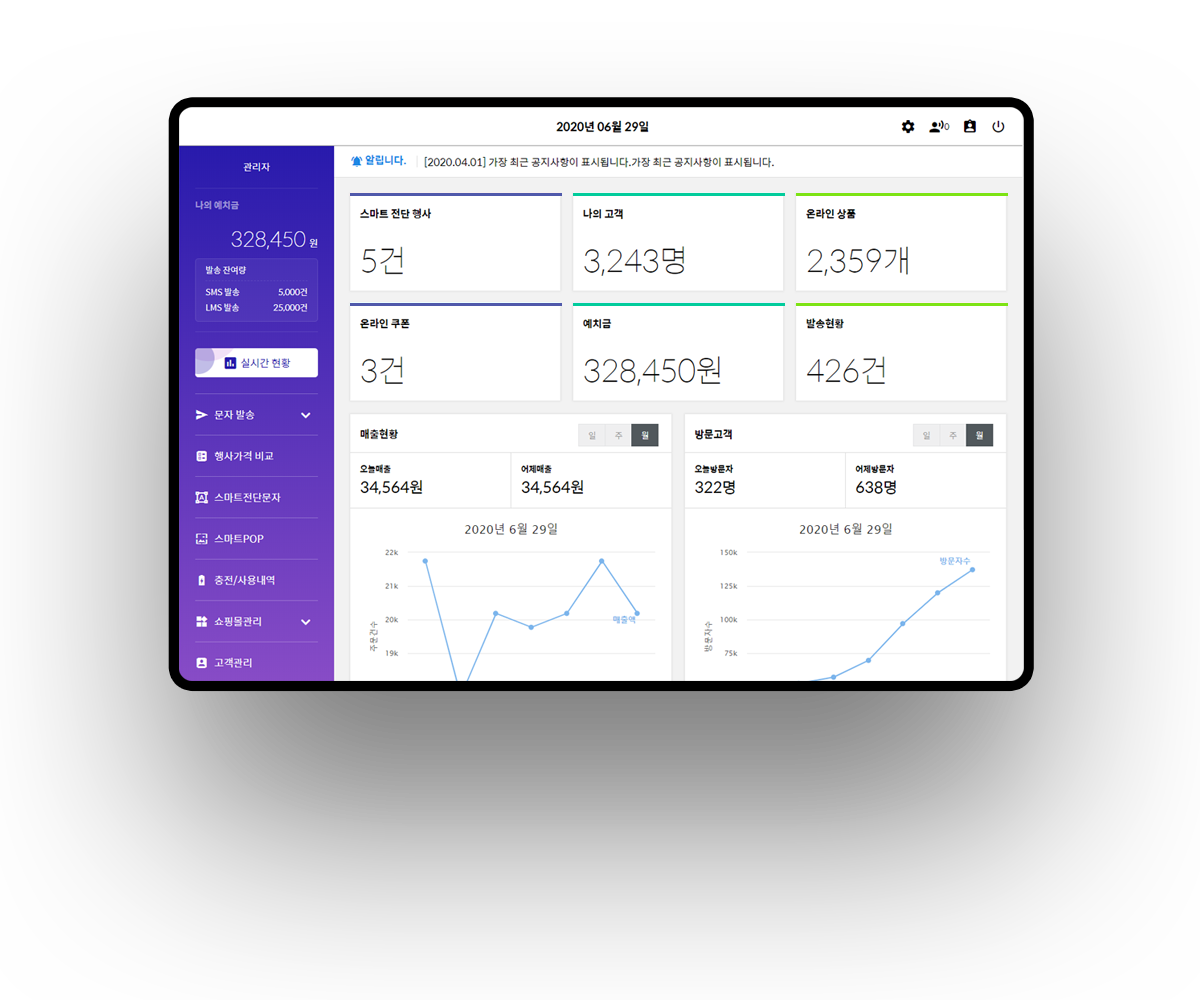 2020년 06월 29일
0
관리자
나의 예치금
328,450 원
발송 잔여량
SMS 발송 5,000건
LMS 발송 25,000건
실시간 현황
문자 발송
행사가격 비교
스마트전단문자
스마트POP
충전/사용내역
쇼핑몰관리
고객관리
알립니다. [2020.04.01] 가장 최근 공지사항이 표시됩니다.가장 최근 공지사항이 표시됩니다.
스마트 전단 행사
5건
나의 고객
3,243명
온라인 상품
2,359개
온라인 쿠폰
3건
예치금
328,450원
발송현황
426건
매출현황
일 주 월
오늘매출
34,564원
어제매출
34,564원
2020년 6월 29일
22k
21k
20k
19k
주문건수
매출액
방문고객
일 주 월
오늘방문자
322명
어제방문자
638명
2020년 6월 29일
150k
125k
100k
75k
방문자수
방문자수